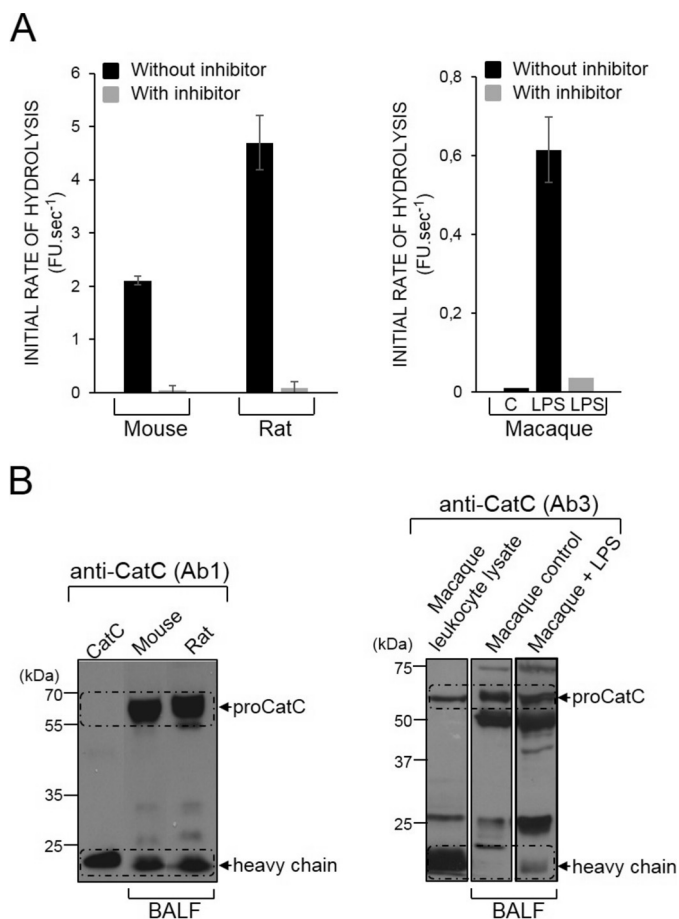 A
Without inhibitor
With inhibitor
INITIAL RATE OF HYDROLYSIS
(FU.sec-1)
6
5
4
3
2
1
0
Mouse
Rat
Without inhibitor
With inhibitor
INITIAL RATE OF HYDROLYSIS
(FU.sec-1)
0,8
0,6
0,4
0,2
0
C LPS LPS
Macaque
B
anti-CatC (Ab1)
CatC
Mouse
Rat
(kDa)
70
55
35
25
proCatC
heavy chain
BALF
anti-CatC (Ab3)
Macaque
leukocyte lysate
Macaque control
Macaque + LPS
(kDa)
75
50
37
25
proCatC
heavy chain
BALF